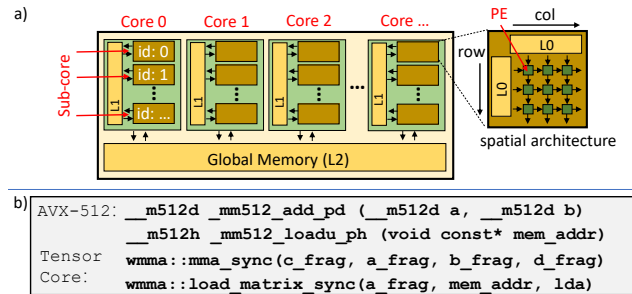 a)
Core 0
Core 1
Core 2
Core ...
PE
col
Sub-core
L1
id: 0
id: 1
id: ...
L1
L1
L1
row
L0
L0
Global Memory (L2)
spatial architecture
b)
AVX-512: __m512d _mm512_add_pd (__m512d a, __m512d b)
__m512h _mm512_loadu_ph (void const* mem_addr)
Tensor wmma::mma_sync(c_frag, a_frag, b_frag, d_frag)
Core: wmma::load_matrix_sync(a_frag, mem_addr, lda)